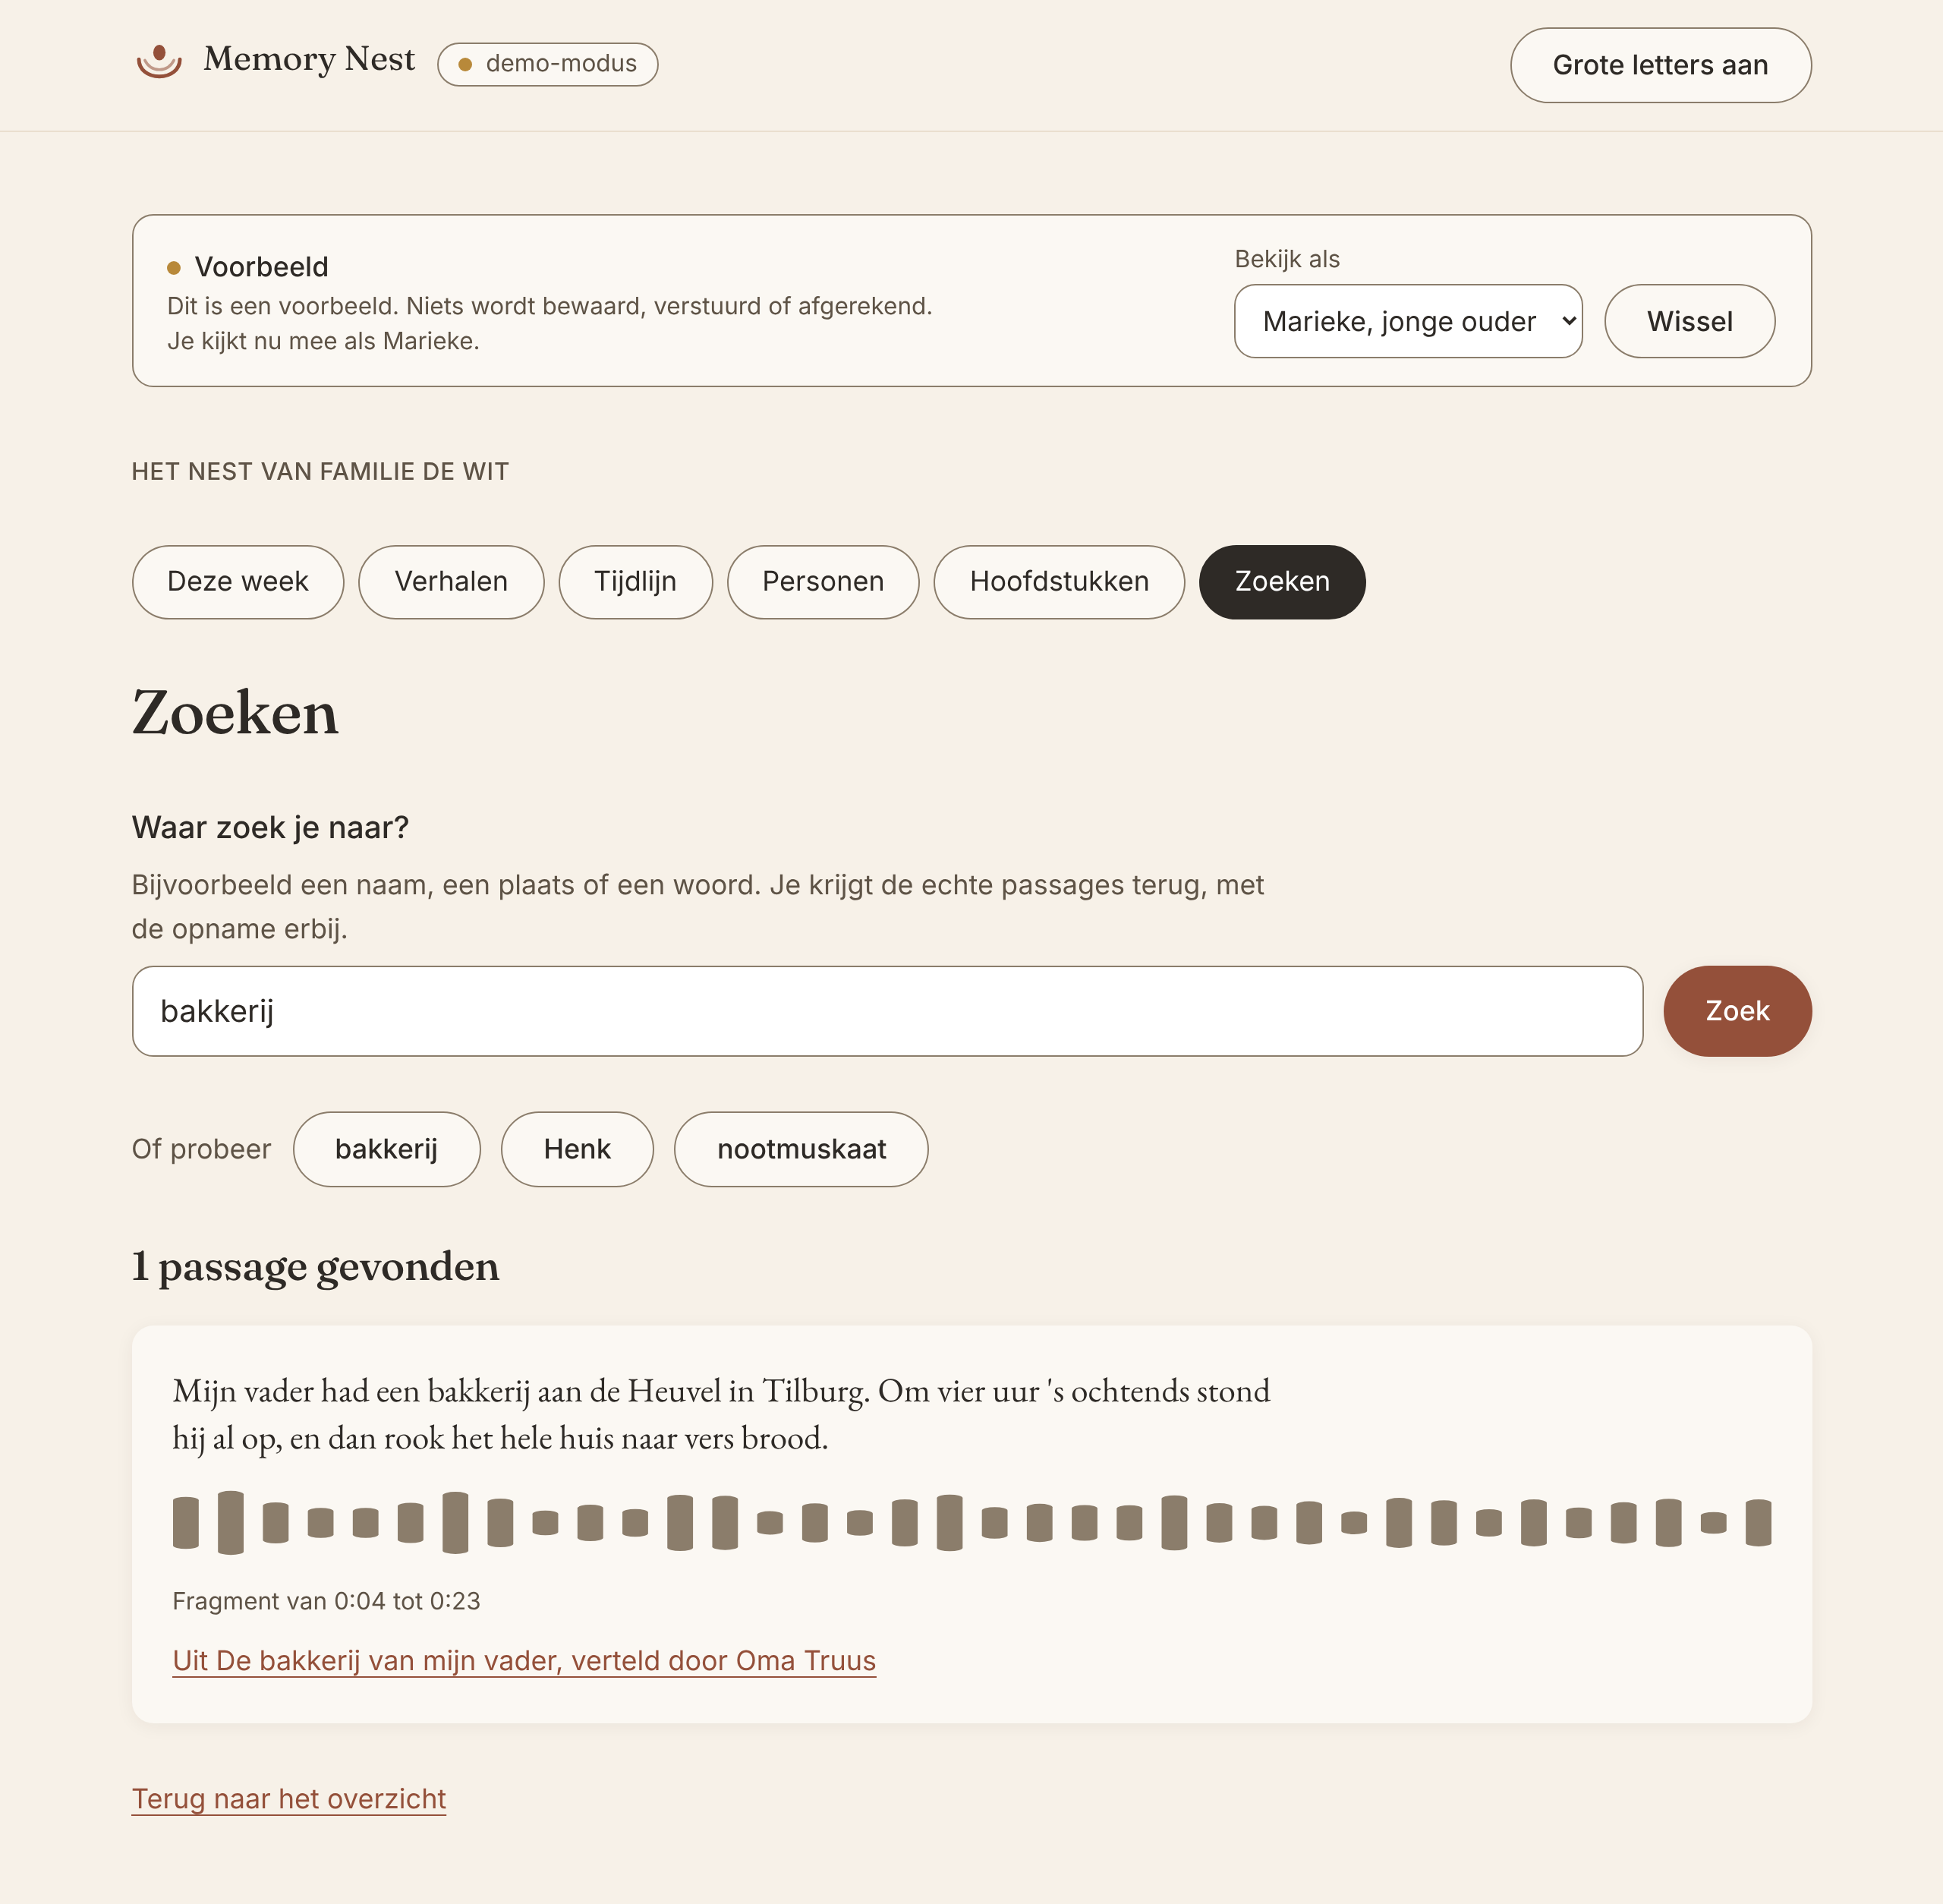 Memory Nest
demo-modus
Grote letters aan
Voorbeeld
Dit is een voorbeeld. Niets wordt bewaard, verstuurd of afgerekend.
Je kijkt nu mee als Marieke.
Bekijk als
Marieke, jonge ouder
Wissel
HET NEST VAN FAMILIE DE WIT
Deze week
Verhalen
Tijdlijn
Personen
Hoofdstukken
Zoeken
Zoeken
Waar zoek je naar?
Bijvoorbeeld een naam, een plaats of een woord. Je krijgt de echte passages terug, met
de opname erbij.
bakkerij
Zoek
Of probeer
bakkerij
Henk
nootmuskaat
1 passage gevonden
Mijn vader had een bakkerij aan de Heuvel in Tilburg. Om vier uur 's ochtends stond
hij al op, en dan rook het hele huis naar vers brood.
Fragment van 0:04 tot 0:23
Uit De bakkerij van mijn vader, verteld door Oma Truus
Terug naar het overzicht